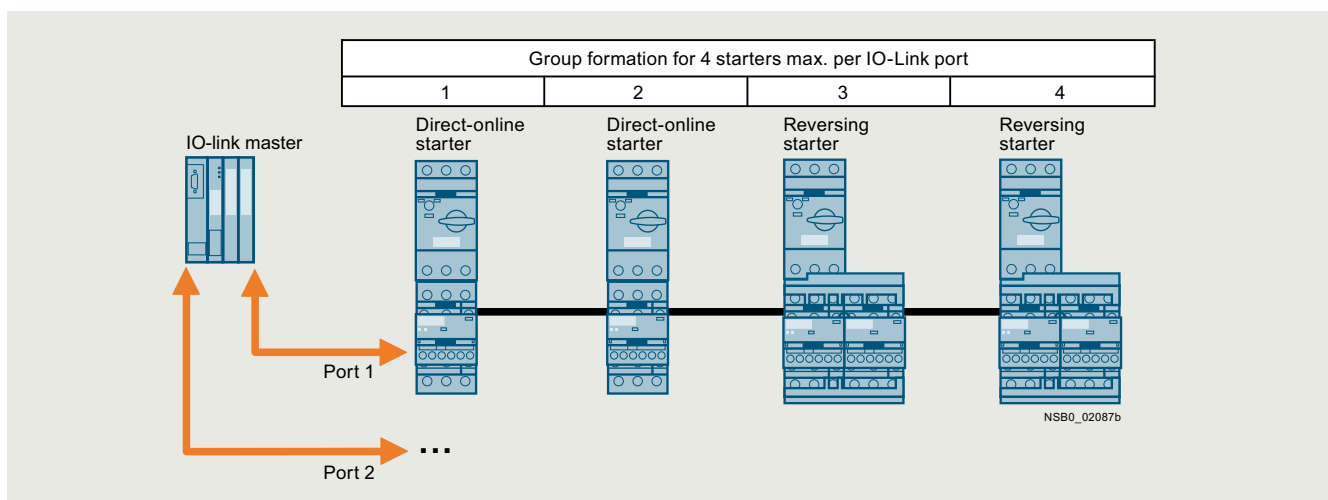 Group formation for 4 starters max. per IO-Link port
1 2 3 4
Direct-online
starter
Direct-online
starter
Reversing
starter
Reversing
starter
IO-link master
Port 1
NSB0_02087b
...
Port 2